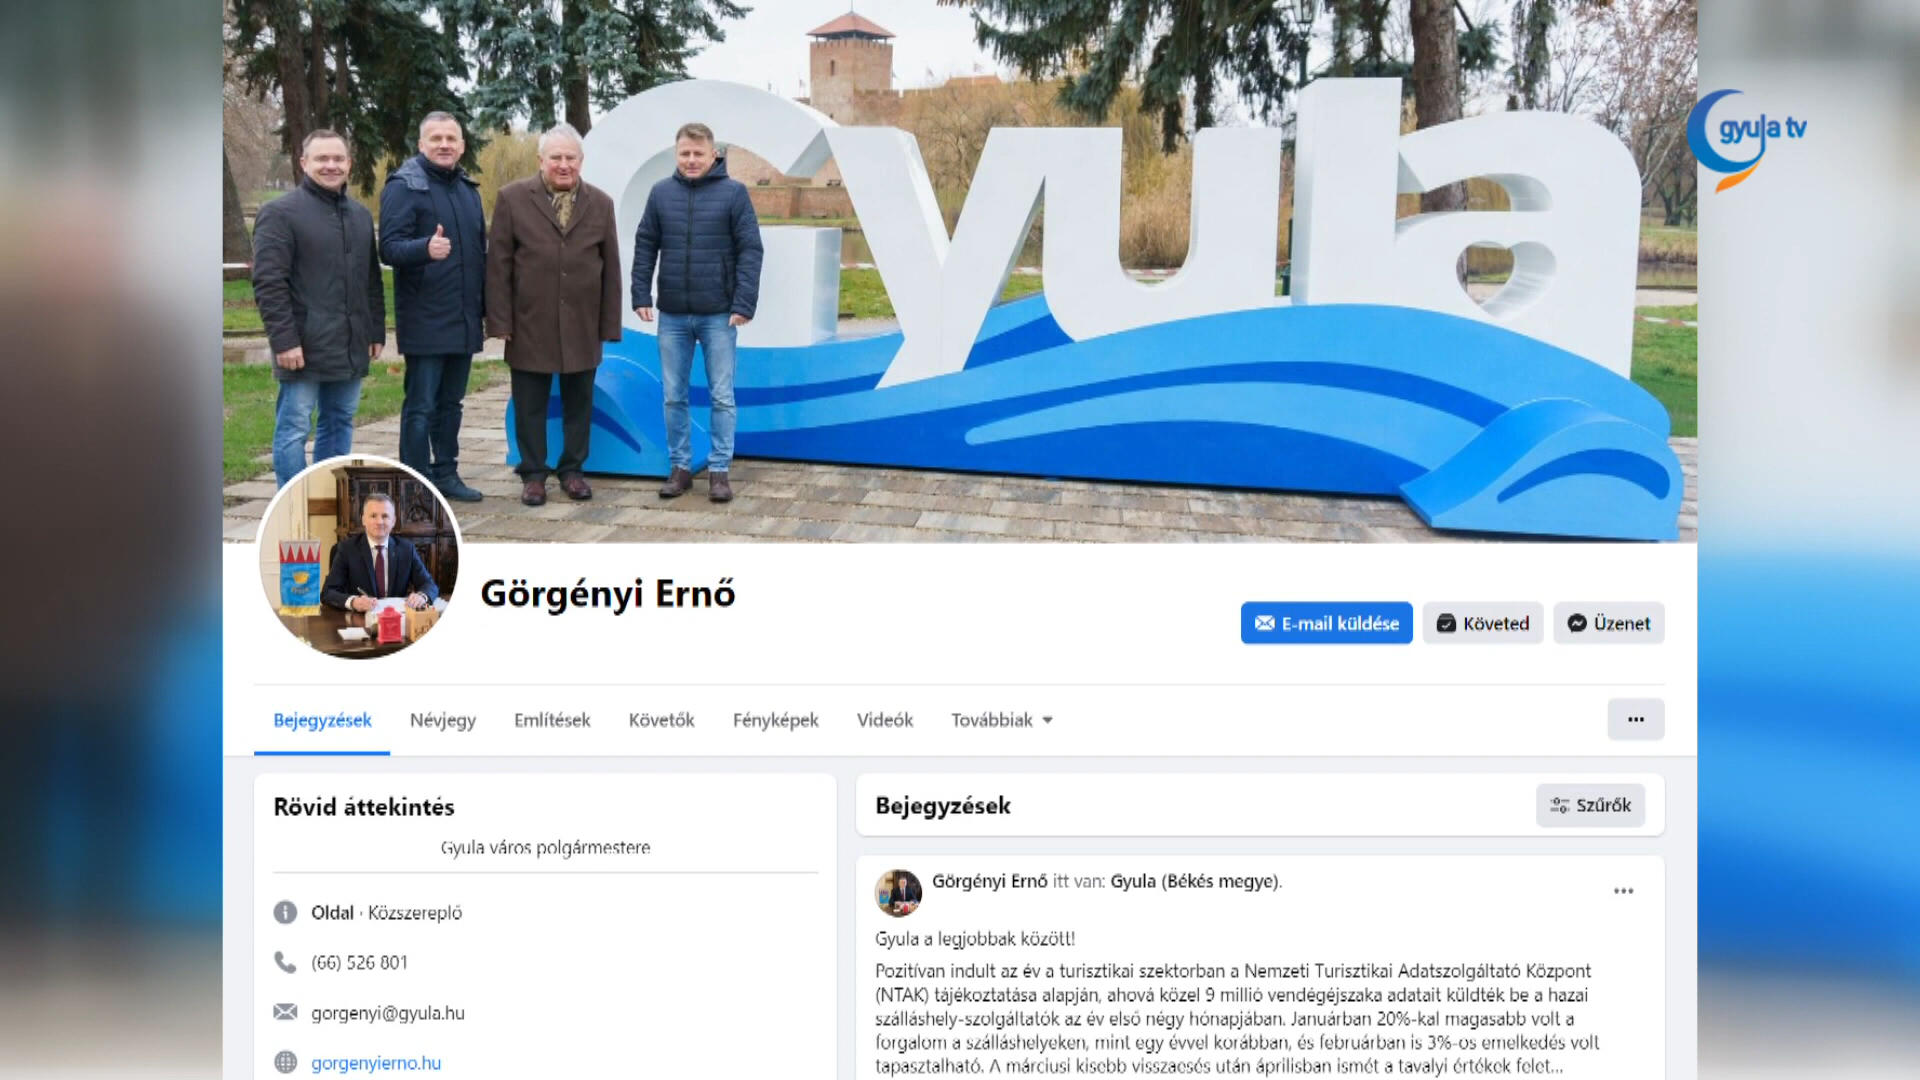 Gyula
gyula tv
Görgényi Ernő
E-mail küldése
Követed
Üzenet
Bejegyzések
Névjegy
Említések
Követők
Fényképek
Videók
Továbbiak
Rövid áttekintés
Gyula város polgármestere
Oldal · Közszereplő
(66) 526 801
gorgenyi@gyula.hu
gorgenyierno.hu
Bejegyzések
Szűrők
Görgényi Ernő itt van: Gyula (Békés megye).
Gyula a legjobbak között!
Pozitívan indult az év a turisztikai szektorban a Nemzeti Turisztikai Adatszolgáltató Központ
(NTAK) tájékoztatása alapján, ahová közel 9 millió vendégéjszaka adatait küldték be a hazai
szálláshely-szolgáltatók az év első négy hónapjában. Januárban 20%-kal magasabb volt a
forgalom a szálláshelyeken, mint egy évvel korábban, és februárban is 3%-os emelkedés volt
tapasztalható. A márciusi kisebb visszaesés után áprilisban ismét a tavalyi értékek felet...